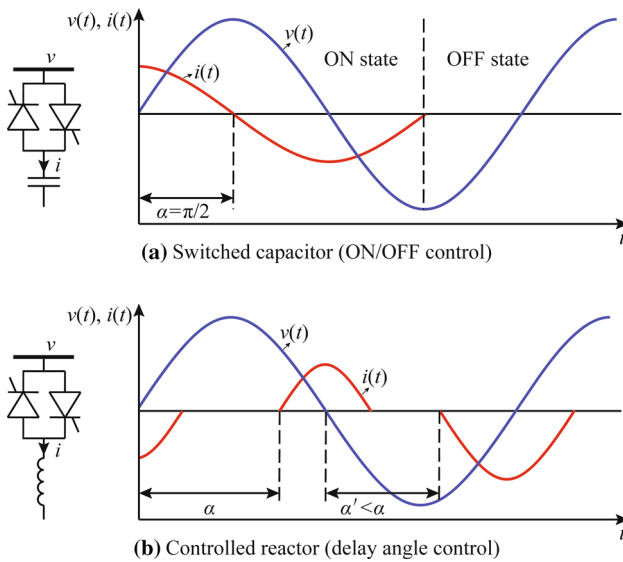 v(t), i(t)
v(t)
ON state
OFF state
i(t)
v
i
α=π/2
t
(a) Switched capacitor (ON/OFF control)
v(t), i(t)
v(t)
v
i(t)
i
α
α′<α
t
(b) Controlled reactor (delay angle control)